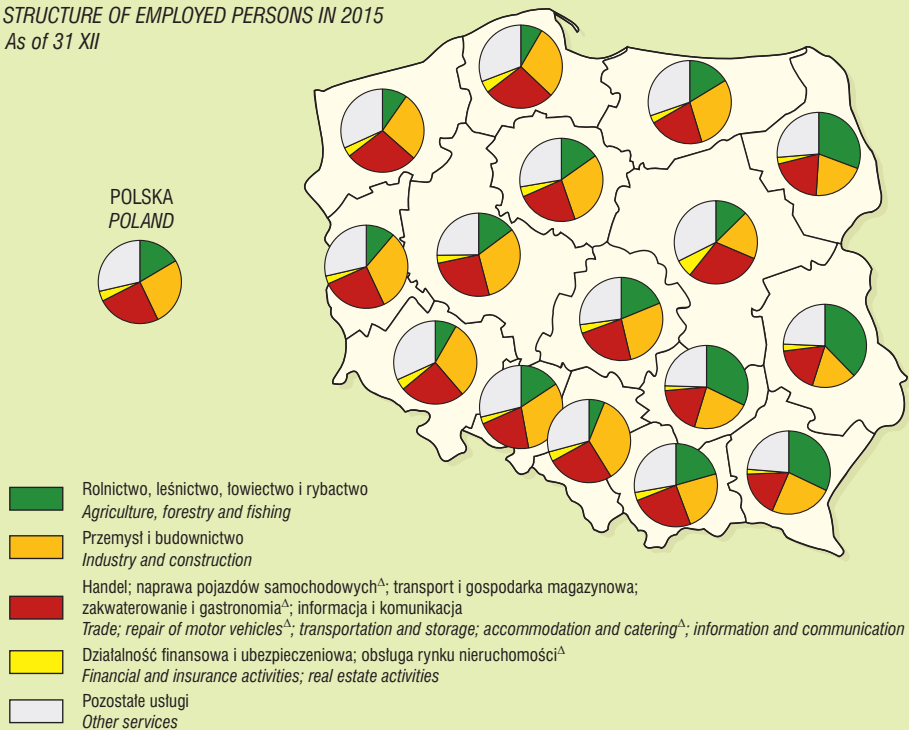 STRUCTURE OF EMPLOYED PERSONS IN 2015
As of 31 XII
POLSKA
POLAND
Rolnictwo, leśnictwo, łowiectwo i rybactwo
Agriculture, forestry and fishing
Przemysł i budownictwo
Industry and construction
Handel; naprawa pojazdów samochodowych^Δ; transport i gospodarka magazynowa;
zakwaterowanie i gastronomia^Δ; informacja i komunikacja
Trade; repair of motor vehicles^Δ; transportation and storage; accommodation and catering^Δ; information and communication
Działalność finansowa i ubezpieczeniowa; obsługa rynku nieruchomości^Δ
Financial and insurance activities; real estate activities
Pozostałe usługi
Other services